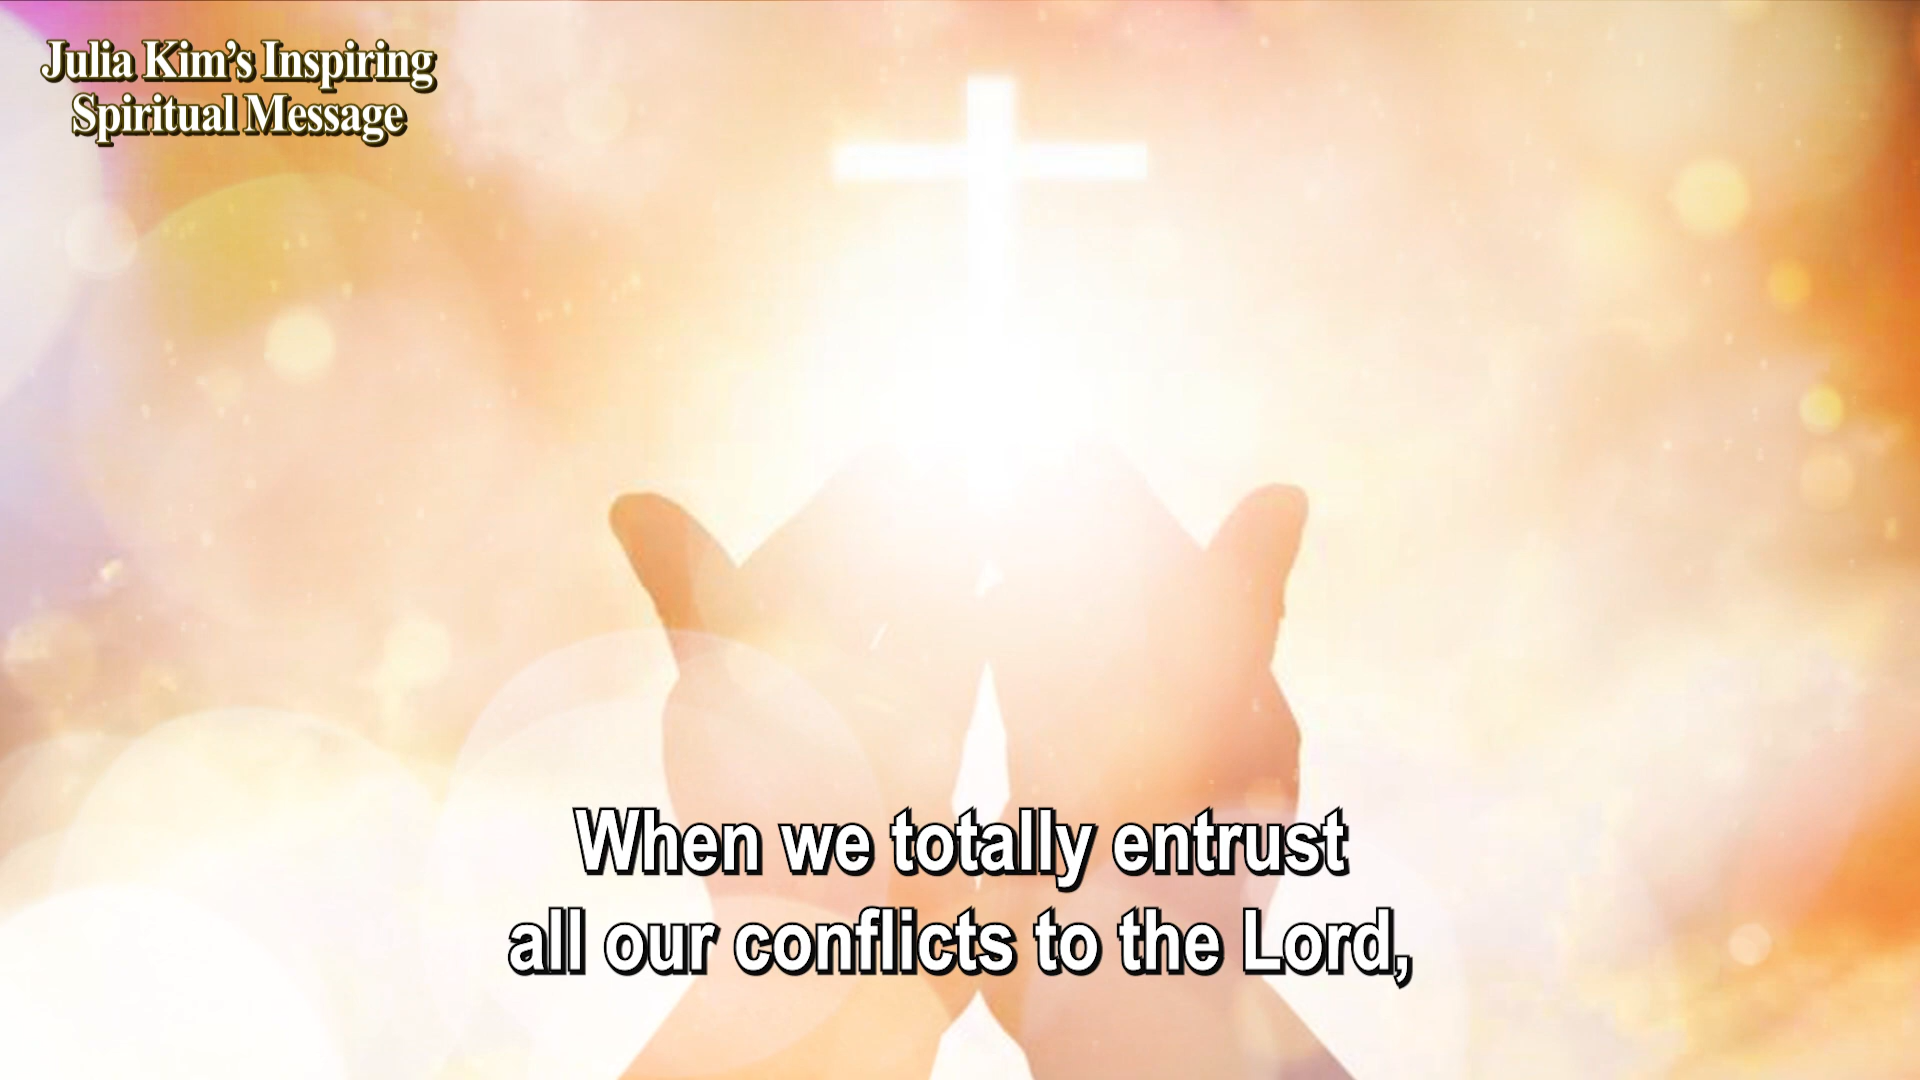 Julia Kim's Inspiring
Spiritual Message
When we totally entrust
all our conflicts to the Lord,